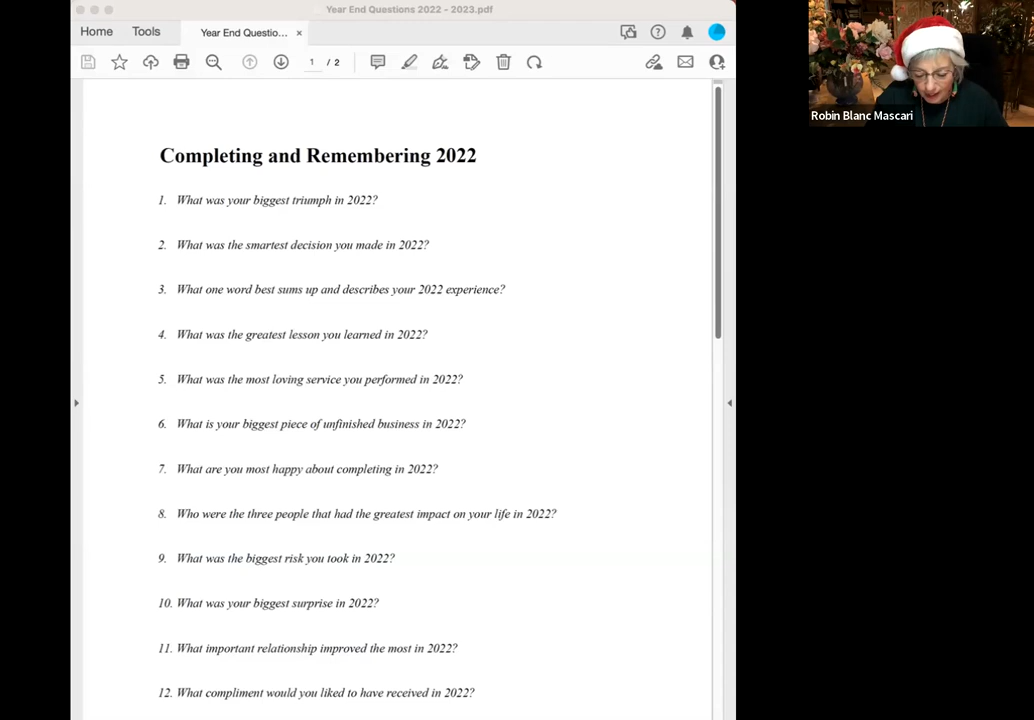 Year End Questions 2022 - 2023.pdf
Home Tools Year End Questio... ×
1 / 2
Robin Blanc Mascari
Completing and Remembering 2022
1. What was your biggest triumph in 2022?
2. What was the smartest decision you made in 2022?
3. What one word best sums up and describes your 2022 experience?
4. What was the greatest lesson you learned in 2022?
5. What was the most loving service you performed in 2022?
6. What is your biggest piece of unfinished business in 2022?
7. What are you most happy about completing in 2022?
8. Who were the three people that had the greatest impact on your life in 2022?
9. What was the biggest risk you took in 2022?
10. What was your biggest surprise in 2022?
11. What important relationship improved the most in 2022?
12. What compliment would you liked to have received in 2022?